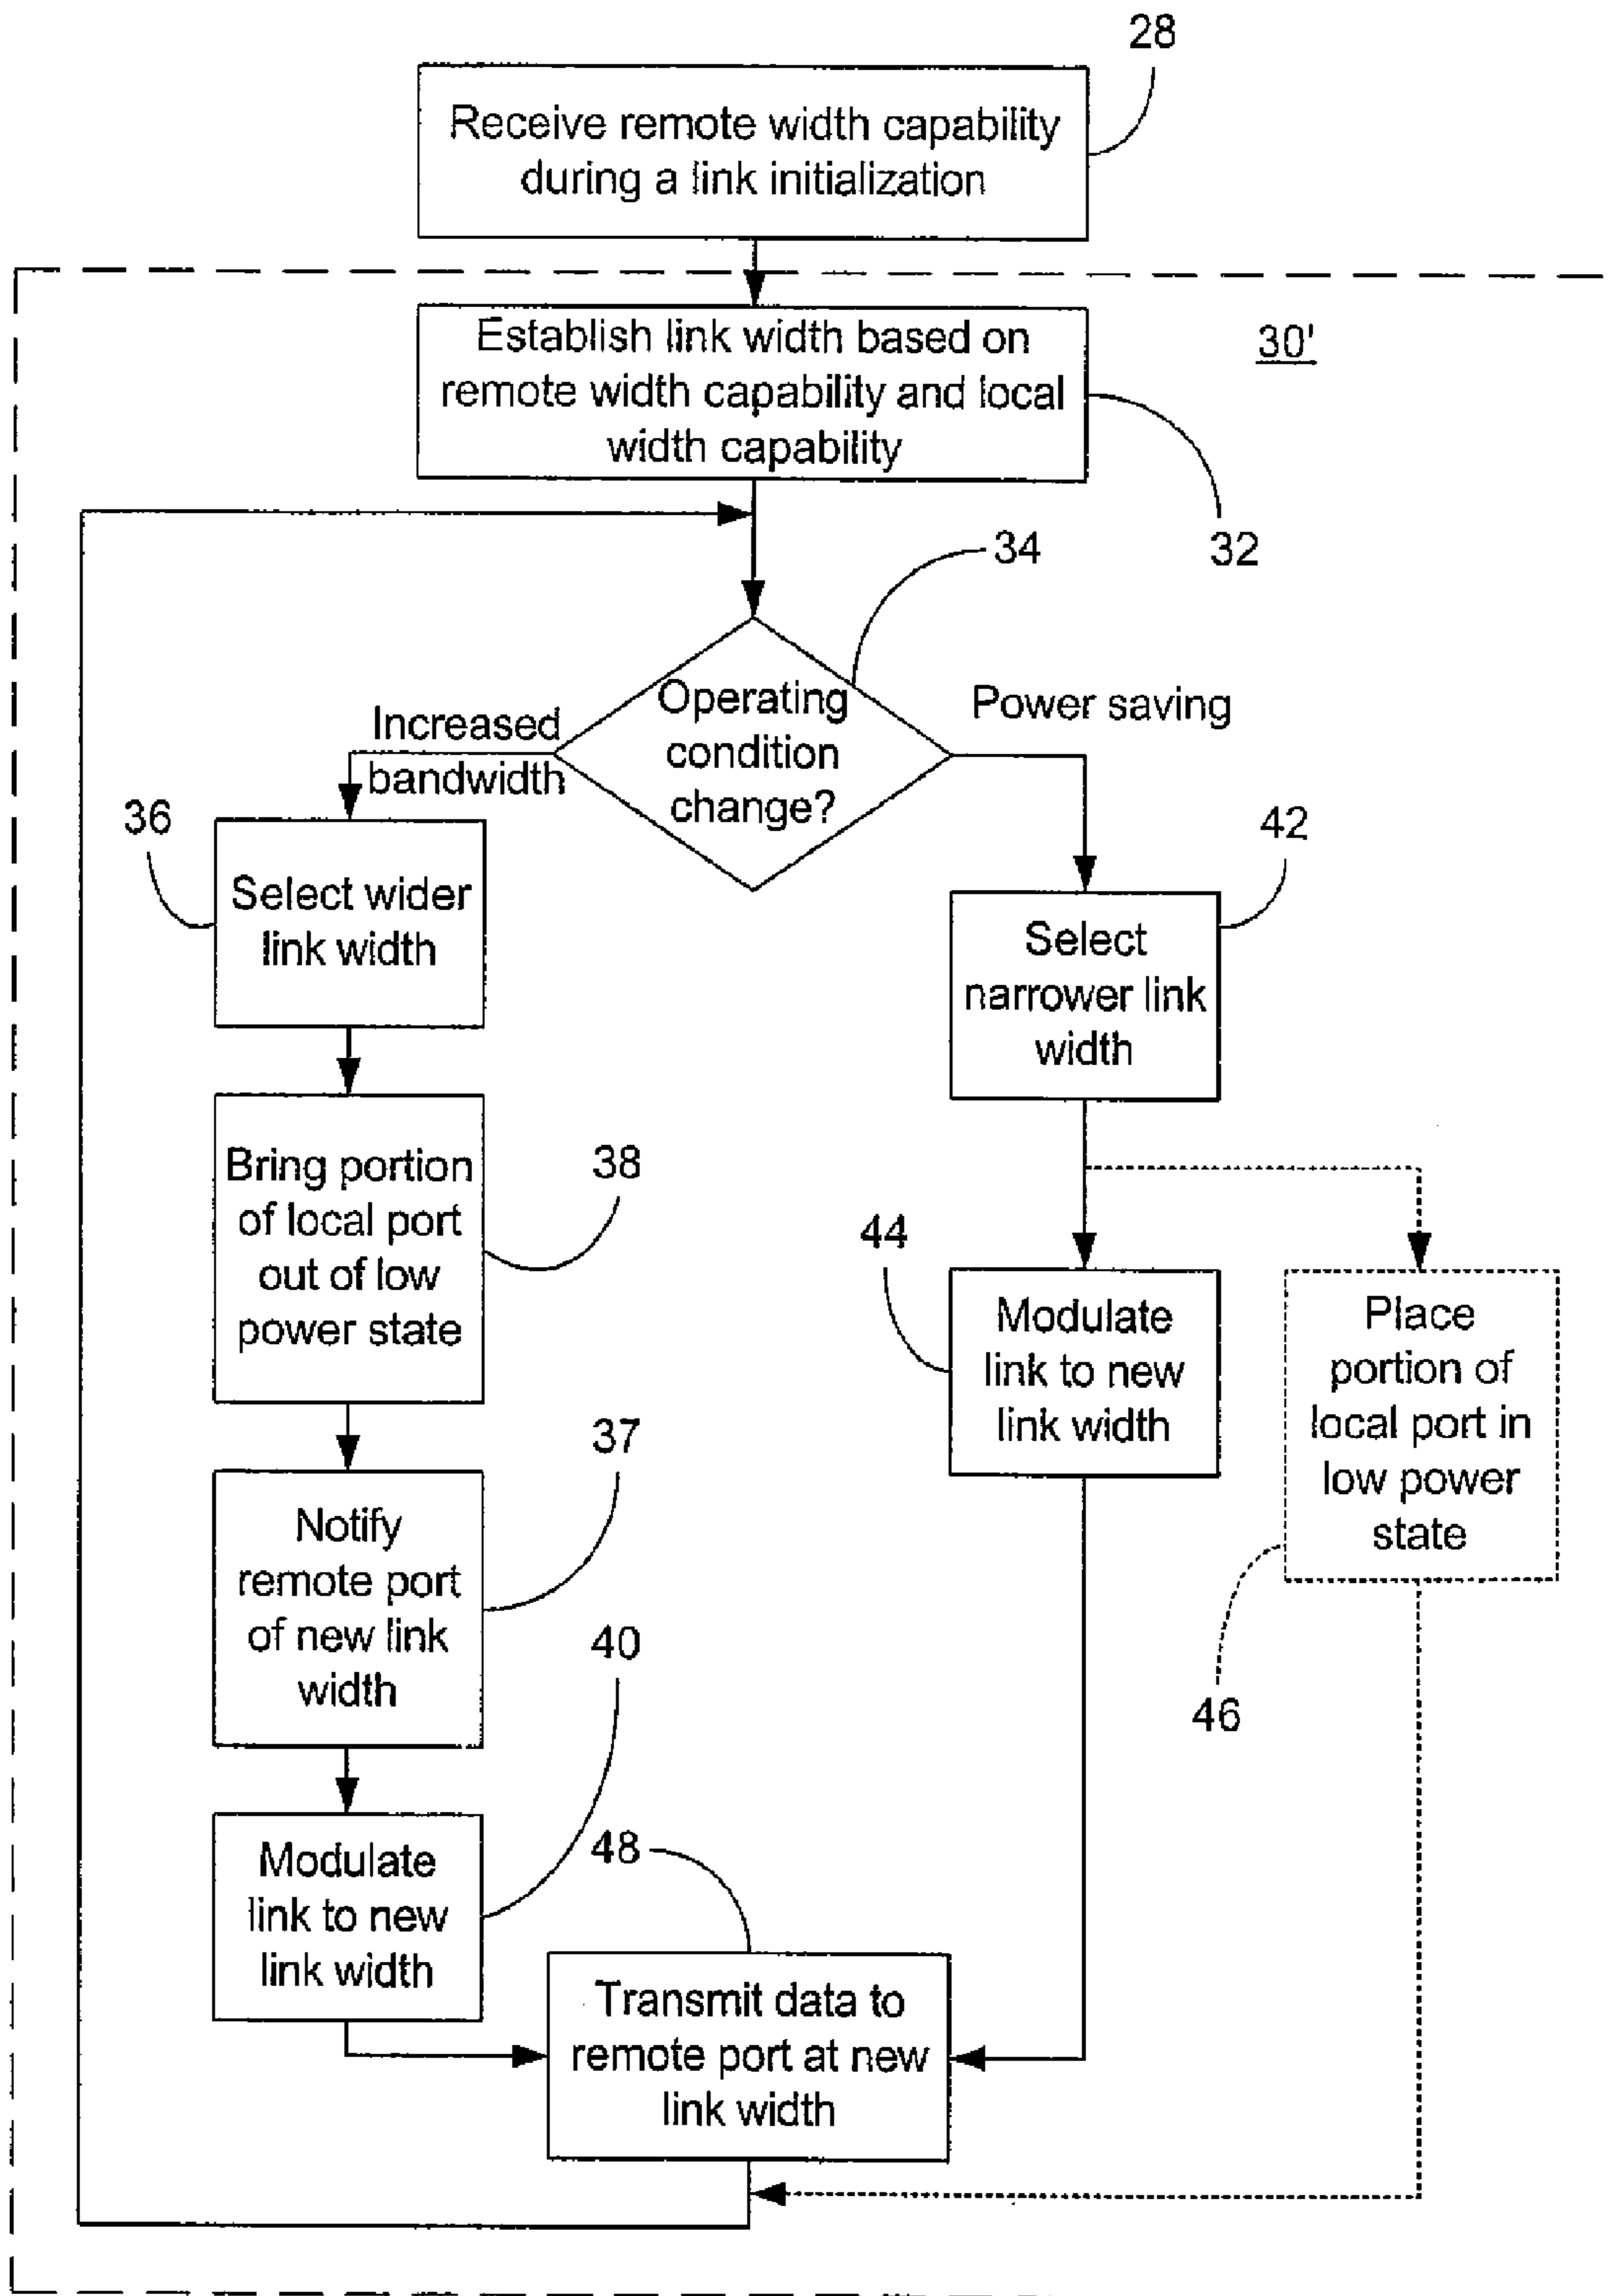 28
Receive remote width capability
during a link initialization
30'
Establish link width based on
remote width capability and local
width capability
32
34
Operating
condition
change?
Increased
bandwidth
Power saving
36
Select wider
link width
42
Select
narrower link
width
Bring portion
of local port
out of low
power state
38
44
Modulate
link to new
link width
Place
portion of
local port in
low power
state
46
37
Notify
remote port
of new link
width
40
Modulate
link to new
link width
48
Transmit data to
remote port at new
link width